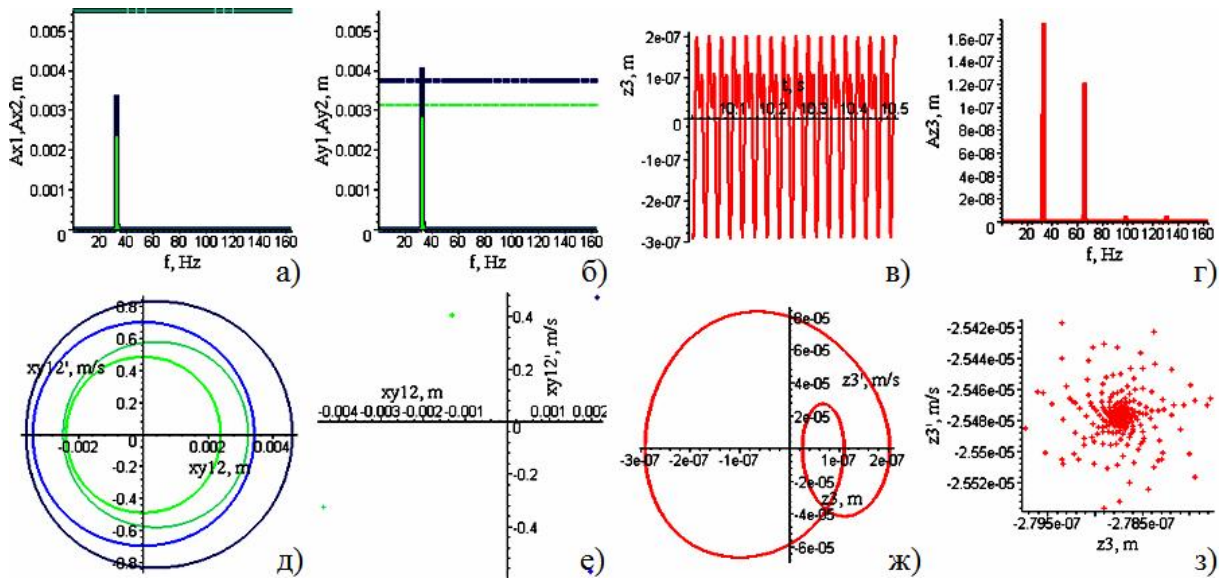 Ax1,Ax2, m
0.005
0.004
0.003
0.002
0.001
0
20 40 60 80 100 120 140 160
f, Hz
а)
Ay1,Ay2, m
0.005
0.004
0.003
0.002
0.001
0
20 40 60 80 100 120 140 160
f, Hz
б)
z3, m
2e-07
1e-07
0
-1e-07
-2e-07
-3e-07
t, s
10.1 10.2 10.3 10.4 10.5
в)
Az3, m
1.6e-07
1.4e-07
1.2e-07
1e-07
8e-08
6e-08
4e-08
2e-08
0
20 40 60 80 100 120 140 160
f, Hz
г)
xy12', m/s
0.8
0.6
0.4
0.2
0
-0.2
-0.4
-0.6
-0.8
-0.002 0.002 0.004
xy12, m
д)
xy12, m
-0.004 -0.003 -0.002 -0.001 0.001 0.002
xy12', m/s
0.4
0.2
0
-0.2
-0.4
е)
z3', m/s
8e-05
6e-05
4e-05
2e-05
0
-2e-05
-4e-05
-6e-05
-3e-07 -1e-07 1e-07 2e-07
z3, m
ж)
z3', m/s
-2.542e-05
-2.544e-05
-2.546e-05
-2.548e-05
-2.55e-05
-2.552e-05
-2.795e-07 -2.785e-07
z3, m
з)